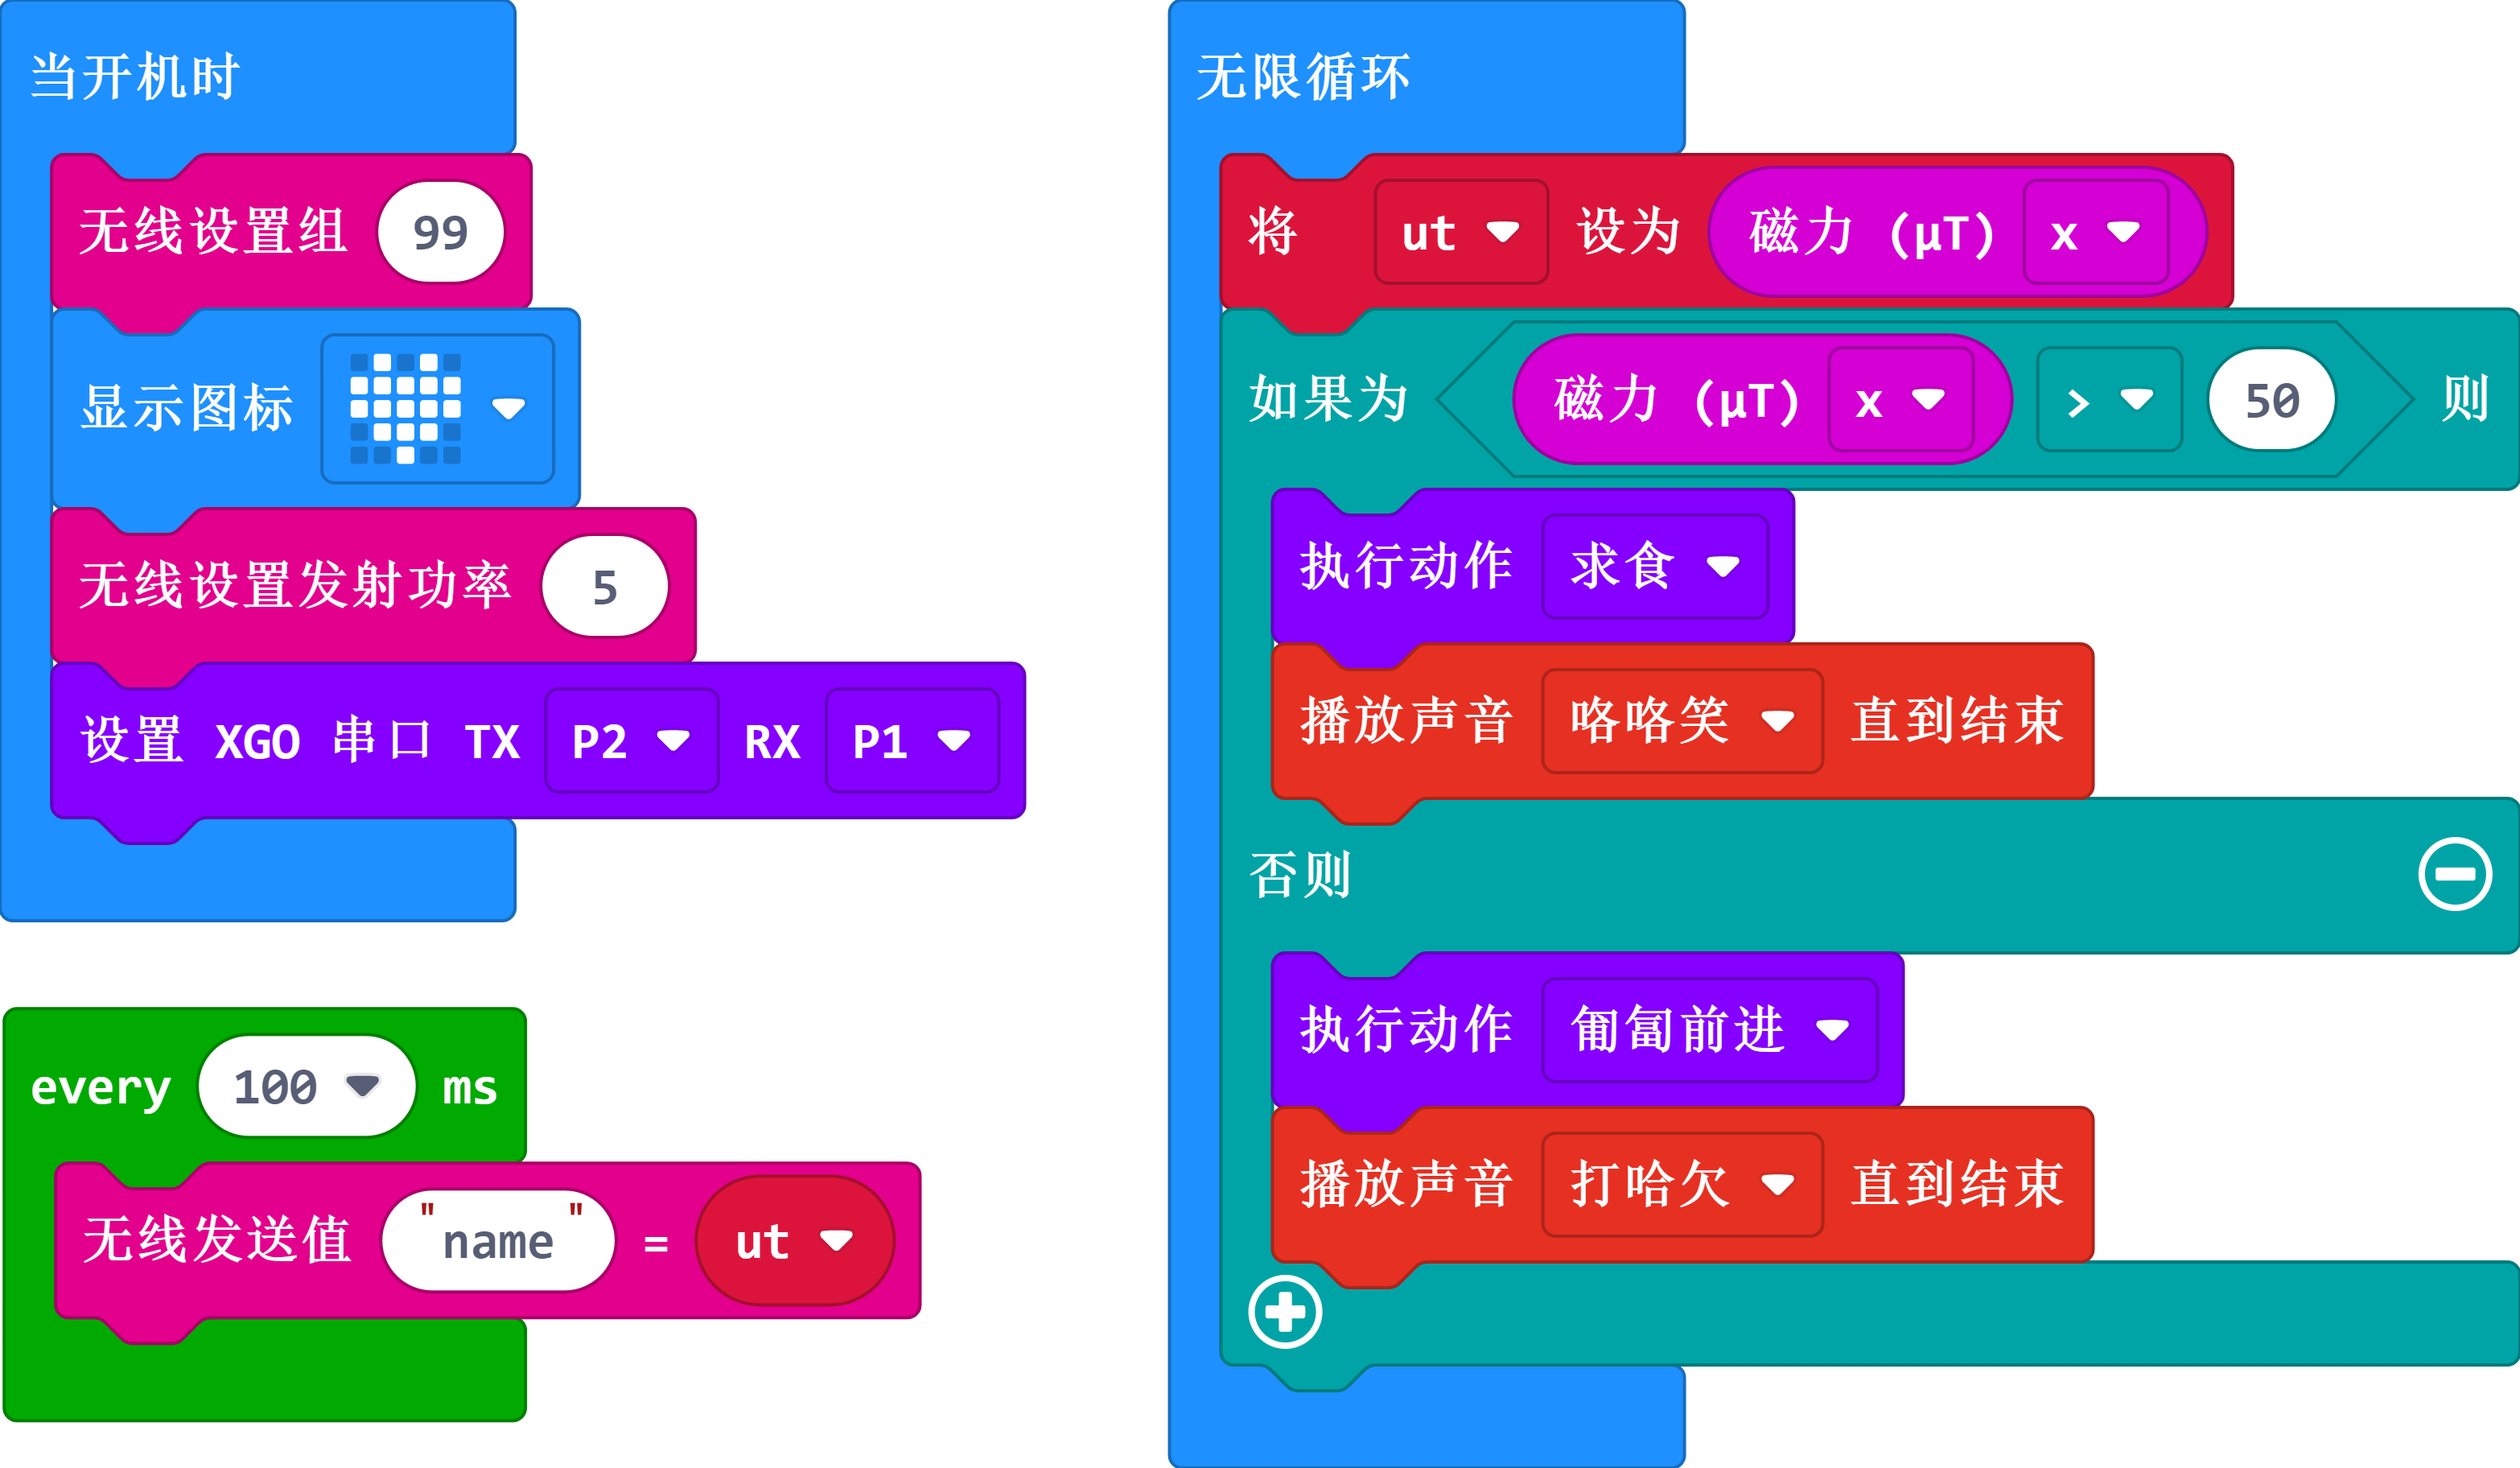 当开机时
无线设置组 99
显示图标
无线设置发射功率 5
设置 XGO 串口 TX P2 RX P1
every 100 ms
无线发送值 "name" = ut
无限循环
将 ut 设为 磁力 (µT) x
如果为 磁力 (µT) x > 50 则
执行动作 求食
播放声音 咯咯笑 直到结束
否则
执行动作 匍匐前进
播放声音 打哈欠 直到结束